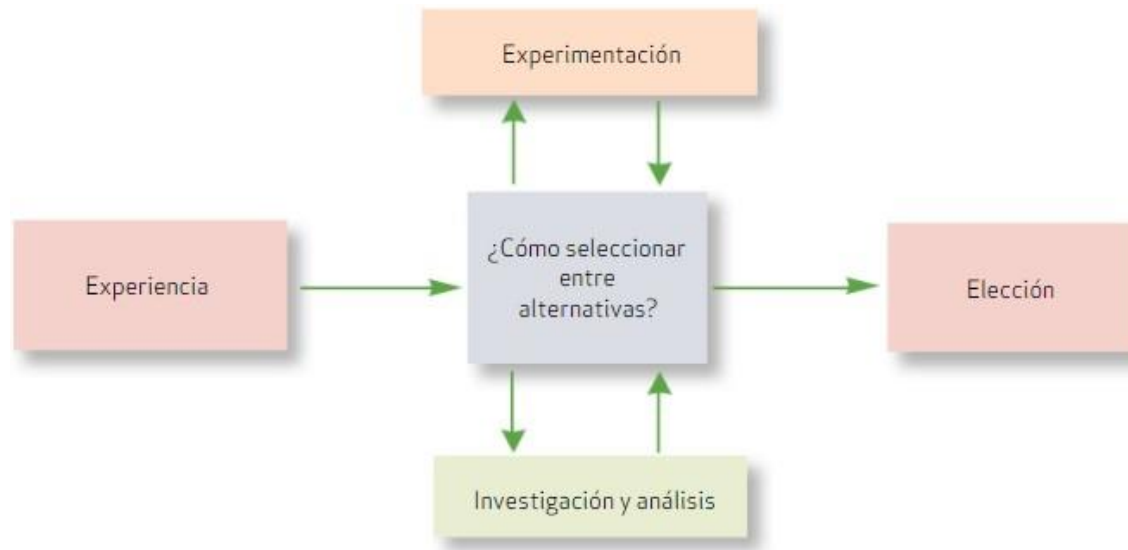 Experimentación
Experiencia
¿Cómo seleccionar
entre
alternativas?
Elección
Investigación y análisis